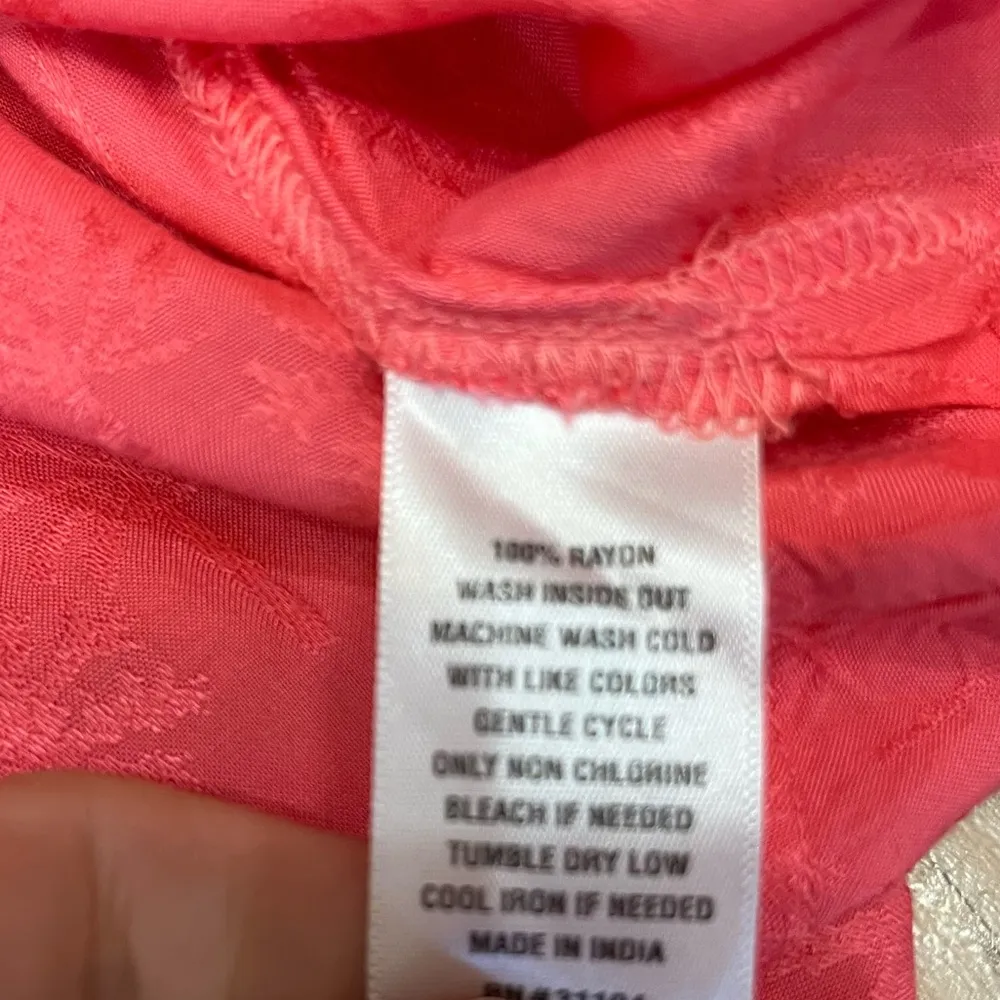 100% RAYON
WASH INSIDE OUT
MACHINE WASH COLD
WITH LIKE COLORS
GENTLE CYCLE
ONLY NON CHLORINE
BLEACH IF NEEDED
TUMBLE DRY LOW
COOL IRON IF NEEDED
MADE IN INDIA